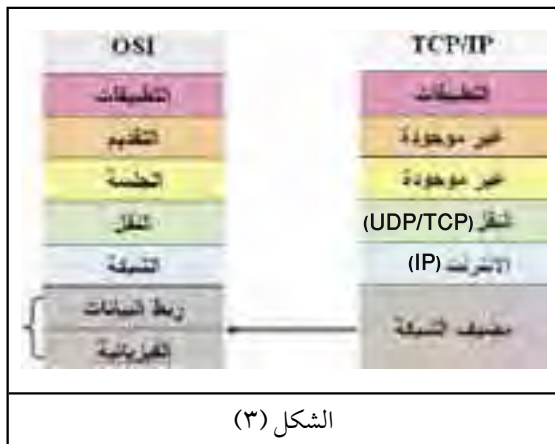 OSI TCP/IP
التطبيقات التطبيقات
التقديم غير موجودة
الجلسة غير موجودة
النقل النقل (UDP/TCP)
الشبكة الانترنت (IP)
ربط البيانات
الفيزيائية
مضيف الشبكة
الشكل (٣)